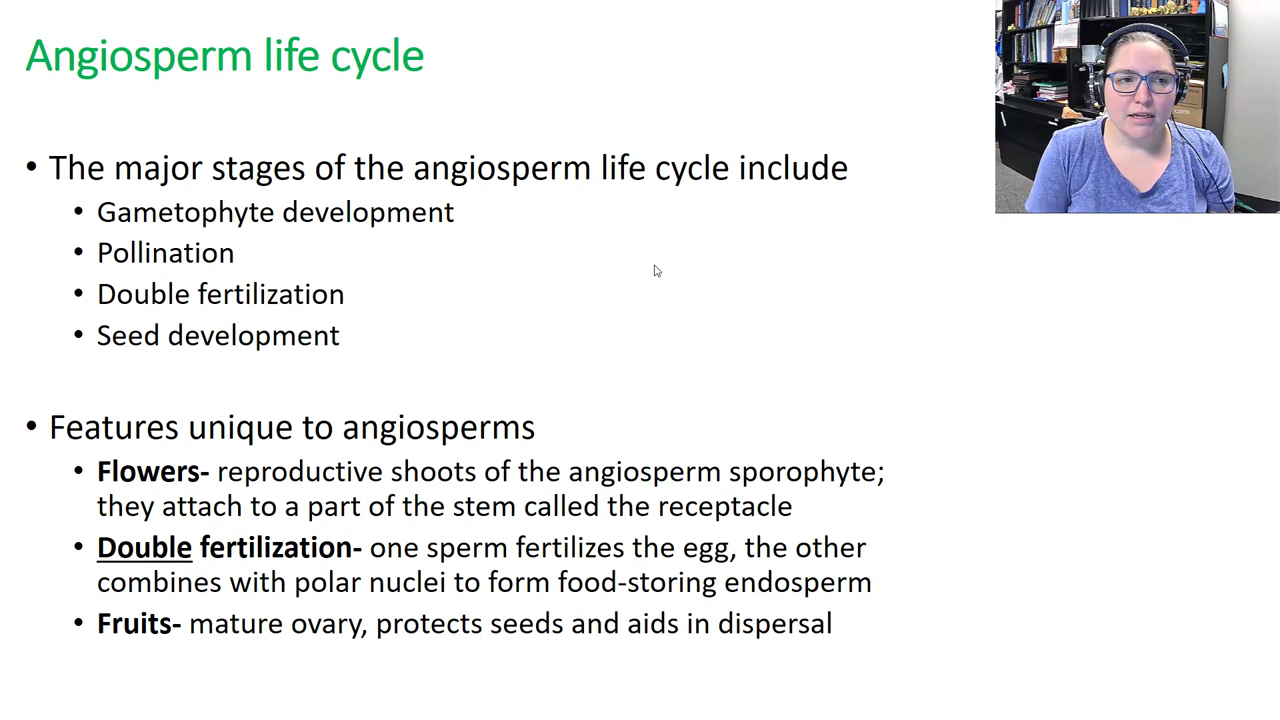 Angiosperm life cycle
• The major stages of the angiosperm life cycle include
• Gametophyte development
• Pollination
• Double fertilization
• Seed development
• Features unique to angiosperms
• Flowers- reproductive shoots of the angiosperm sporophyte;
they attach to a part of the stem called the receptacle
• Double fertilization- one sperm fertilizes the egg, the other
combines with polar nuclei to form food-storing endosperm
• Fruits- mature ovary, protects seeds and aids in dispersal